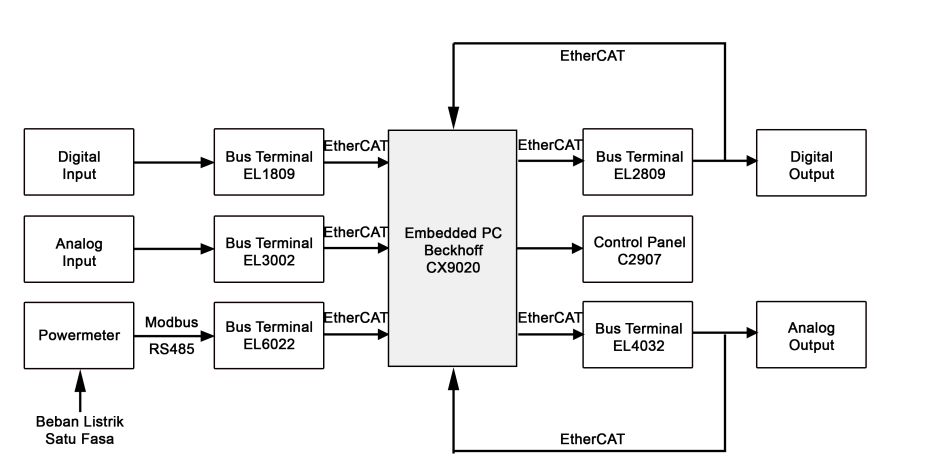 EtherCAT
Digital
Input
Bus Terminal
EL1809
EtherCAT
EtherCAT
Bus Terminal
EL2809
Digital
Output
Analog
Input
Bus Terminal
EL3002
EtherCAT
Embedded PC
Beckhoff
CX9020
Control Panel
C2907
Powermeter
Modbus
RS485
Bus Terminal
EL6022
EtherCAT
EtherCAT
Bus Terminal
EL4032
Analog
Output
Beban Listrik
Satu Fasa
EtherCAT